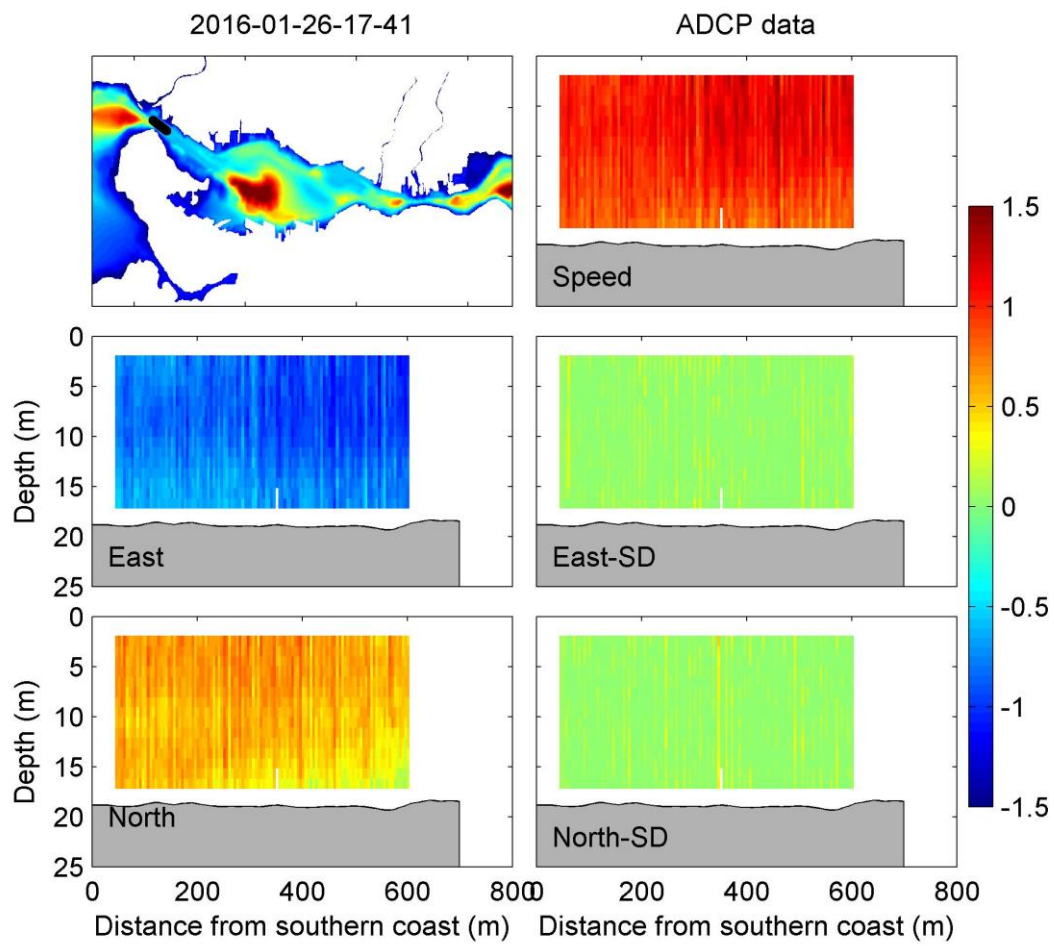 2016-01-26-17-41
ADCP data
Speed
1.5
1
0.5
0
-0.5
-1
-1.5
0
5
10
15
20
25
Depth (m)
East
East-SD
0
5
10
15
20
25
Depth (m)
North
North-SD
0 200 400 600 800
0 200 400 600 800
Distance from southern coast (m)
Distance from southern coast (m)